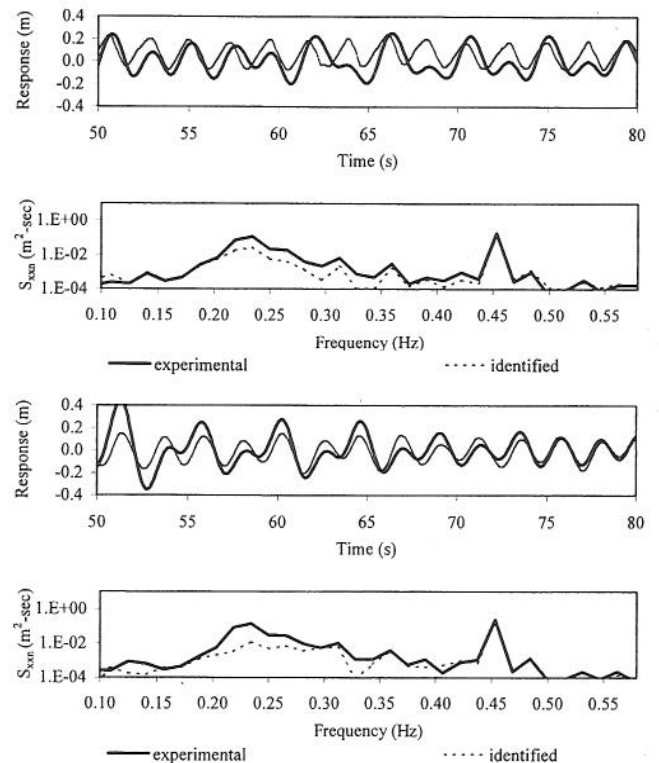 Response (m)
0.4
0.2
0.0
-0.2
-0.4
50 55 60 65 70 75 80
Time (s)
Sxxn (m²-sec)
1.E+00
1.E-02
1.E-04
0.10 0.15 0.20 0.25 0.30 0.35 0.40 0.45 0.50 0.55
Frequency (Hz)
experimental identified
Response (m)
0.4
0.2
0.0
-0.2
-0.4
50 55 60 65 70 75 80
Time (s)
Sxxn (m²-sec)
1.E+00
1.E-02
1.E-04
0.10 0.15 0.20 0.25 0.30 0.35 0.40 0.45 0.50 0.55
Frequency (Hz)
experimental identified